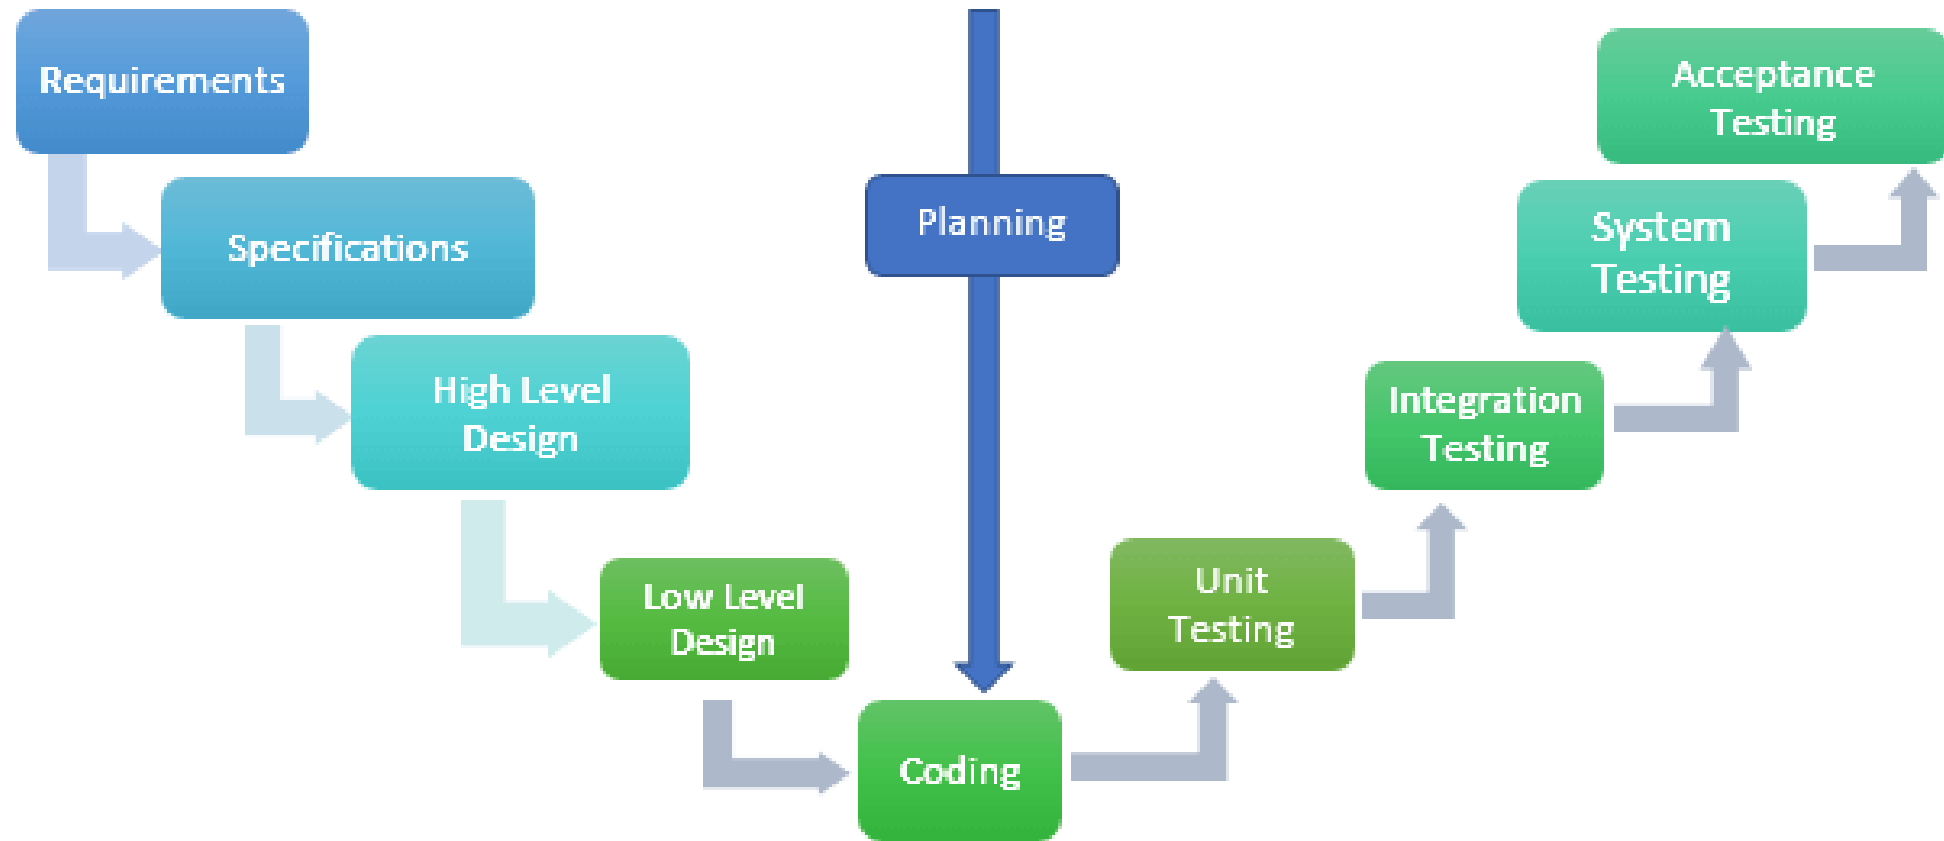 Requirements
Specifications
High Level
Design
Low Level
Design
Coding
Planning
Unit
Testing
Integration
Testing
System
Testing
Acceptance
Testing